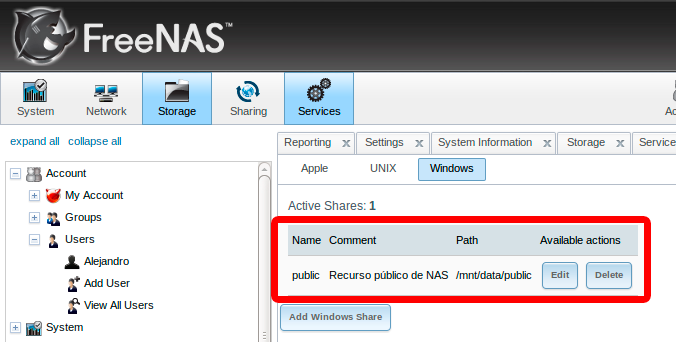 FreeNAS™
System Network Storage Sharing Services
expand all collapse all
Reporting x Settings x System Information x Storage x Service
Apple UNIX Windows
Account
My Account
Groups
Users
Alejandro
Add User
View All Users
System
Active Shares: 1
Name Comment Path Available actions
public Recurso público de NAS /mnt/data/public Edit Delete
Add Windows Share